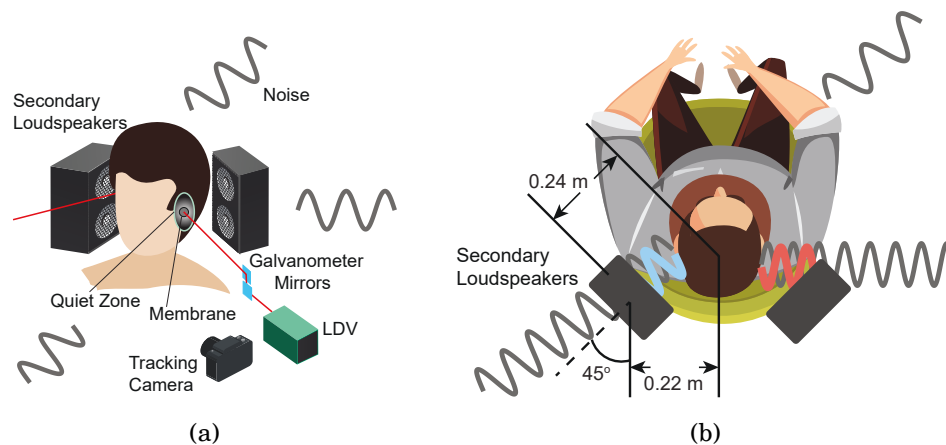 Noise
Secondary
Loudspeakers
Galvanometer
Mirrors
Quiet Zone
Membrane
LDV
Tracking
Camera
(a)
0.24 m
Secondary
Loudspeakers
45°
0.22 m
(b)